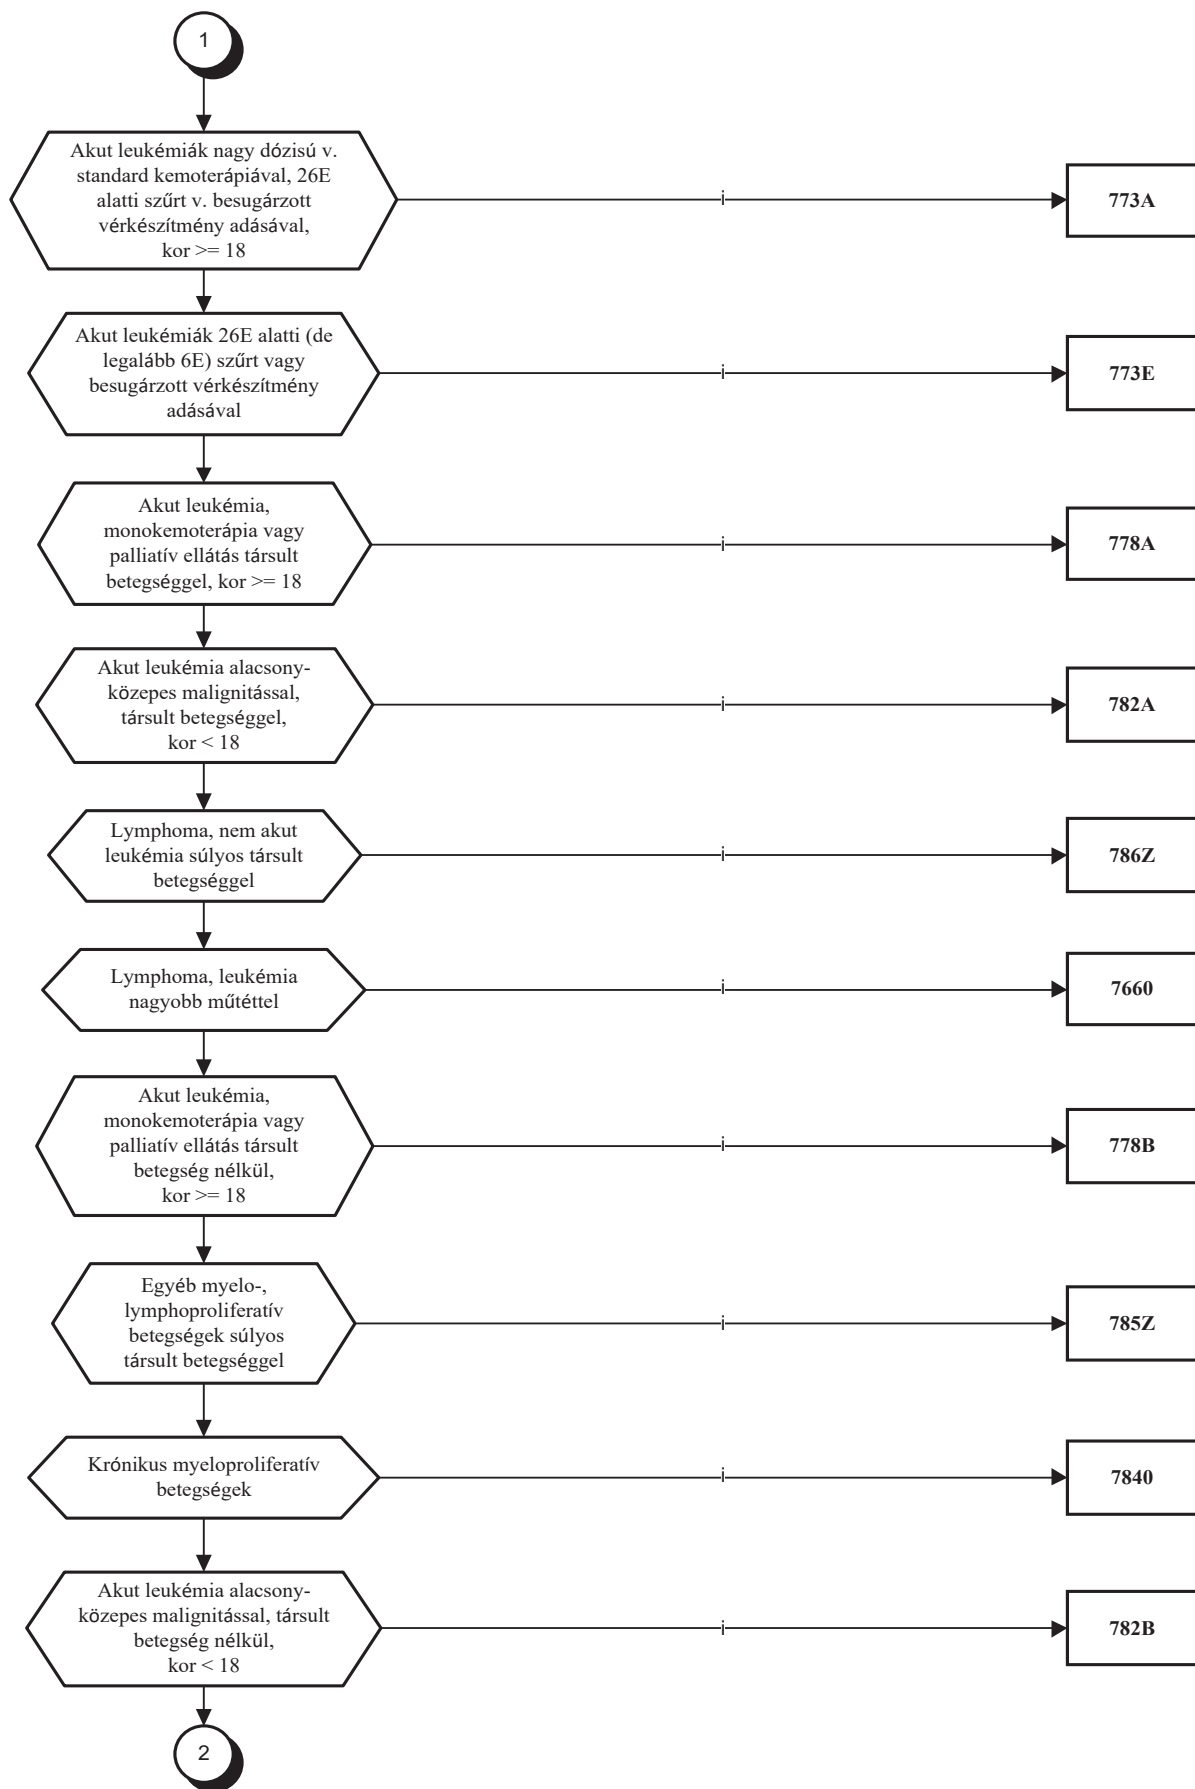 1
Akut leukémiák nagy dózisú v.
standard kemoterápiával, 26E
alatti szűrt v. besugárzott
vérkészítmény adásával,
kor >= 18
i
773A
Akut leukémiák 26E alatti (de
legalább 6E) szűrt vagy
besugárzott vérkészítmény
adásával
i
773E
Akut leukémia,
monokemoterápia vagy
palliatív ellátás társult
betegséggel, kor >= 18
i
778A
Akut leukémia alacsony-
közepes malignitással,
társult betegséggel,
kor < 18
i
782A
Lymphoma, nem akut
leukémia súlyos társult
betegséggel
i
786Z
Lymphoma, leukémia
nagyobb műtéttel
i
7660
Akut leukémia,
monokemoterápia vagy
palliatív ellátás társult
betegség nélkül,
kor >= 18
i
778B
Egyéb myelo-,
lymphoproliferatív
betegségek súlyos
társult betegséggel
i
785Z
Krónikus myeloproliferatív
betegségek
i
7840
Akut leukémia alacsony-
közepes malignitással, társult
betegség nélkül,
kor < 18
i
782B
2